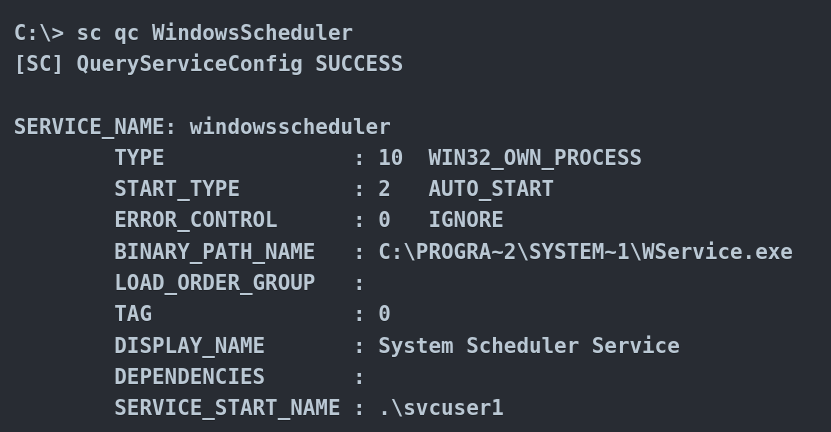 C:\> sc qc WindowsScheduler
[SC] QueryServiceConfig SUCCESS

SERVICE_NAME: windowsscheduler
        TYPE               : 10  WIN32_OWN_PROCESS
        START_TYPE         : 2   AUTO_START
        ERROR_CONTROL      : 0   IGNORE
        BINARY_PATH_NAME   : C:\PROGRA~2\SYSTEM~1\WService.exe
        LOAD_ORDER_GROUP   :
        TAG                : 0
        DISPLAY_NAME       : System Scheduler Service
        DEPENDENCIES       :
        SERVICE_START_NAME : .\svcuser1